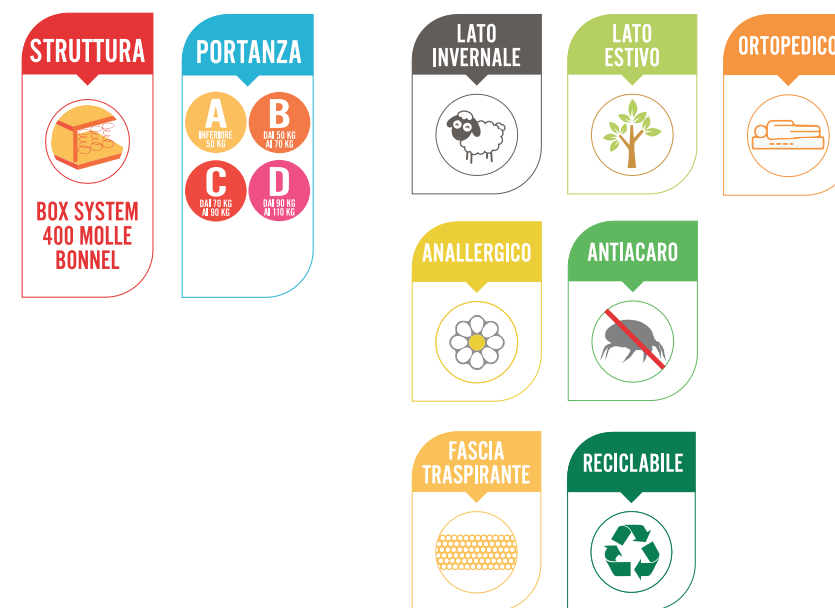 STRUTTURA
BOX SYSTEM
400 MOLLE
BONNEL
PORTANZA
A
INFERIORE
50 KG
B
DAI 50 KG
AI 70 KG
C
DAI 70 KG
AI 90 KG
D
DAI 90 KG
AI 110 KG
LATO
INVERNALE
LATO
ESTIVO
ORTOPEDICO
ANALLERGICO
ANTIACARO
FASCIA
TRASPIRANTE
RECICLABILE